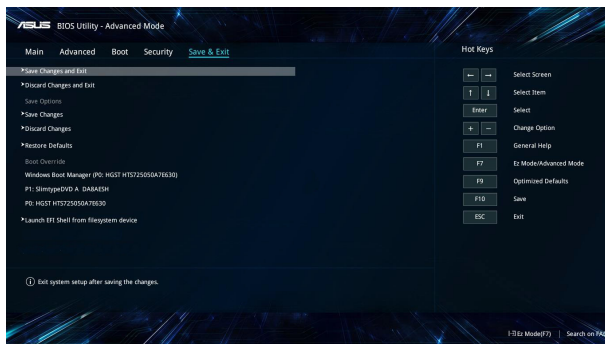 ASUS BIOS Utility - Advanced Mode
Main Advanced Boot Security Save & Exit
Hot Keys
Save Changes and Exit
Discard Changes and Exit
Save Options
Save Changes
Discard Changes
Restore Defaults
Boot Override
Windows Boot Manager (P0: HGST HTS725050A7E630)
P1: SlimtypeDVD A DA8AESH
P0: HGST HTS725050A7E630
Launch EFI Shell from filesystem device
← → Select Screen
↑ ↓ Select Item
Enter Select
+ − Change Option
F1 General Help
F7 Ez Mode/Advanced Mode
F9 Optimized Defaults
F10 Save
ESC Exit
Exit system setup after saving the changes.
Ez Mode(F7) | Search on FA